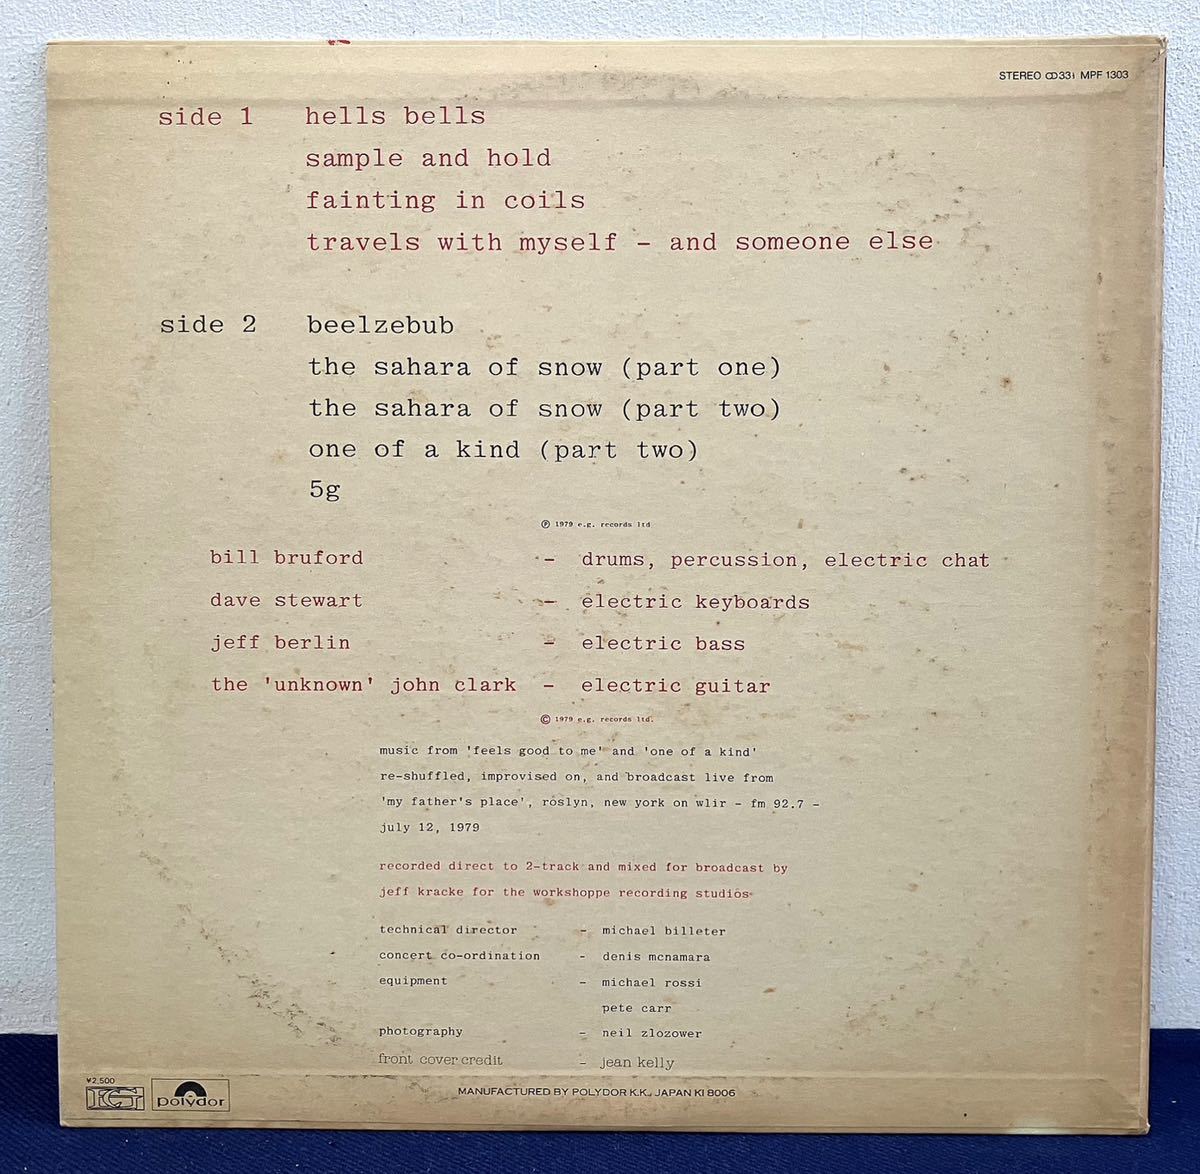 STEREO 33⅓ MPF 1303
side 1 hells bells
sample and hold
fainting in coils
travels with myself - and someone else
side 2 beelzebub
the sahara of snow (part one)
the sahara of snow (part two)
one of a kind (part two)
5g
Ⓟ 1979 e.g. records ltd
bill bruford - drums, percussion, electric chat
dave stewart - electric keyboards
jeff berlin - electric bass
the 'unknown' john clark - electric guitar
© 1979 e.g. records ltd.
music from 'feels good to me' and 'one of a kind'
re-shuffled, improvised on, and broadcast live from
'my father's place', roslyn, new york on wlir - fm 92.7 -
july 12, 1979
recorded direct to 2-track and mixed for broadcast by
jeff kracke for the workshoppe recording studios
technical director - michael billeter
concert co-ordination - denis mcnamara
equipment - michael rossi
pete carr
photography - neil zlozower
front cover credit - jean kelly
¥2,500
EG polydor
MANUFACTURED BY POLYDOR K.K., JAPAN KI 8006